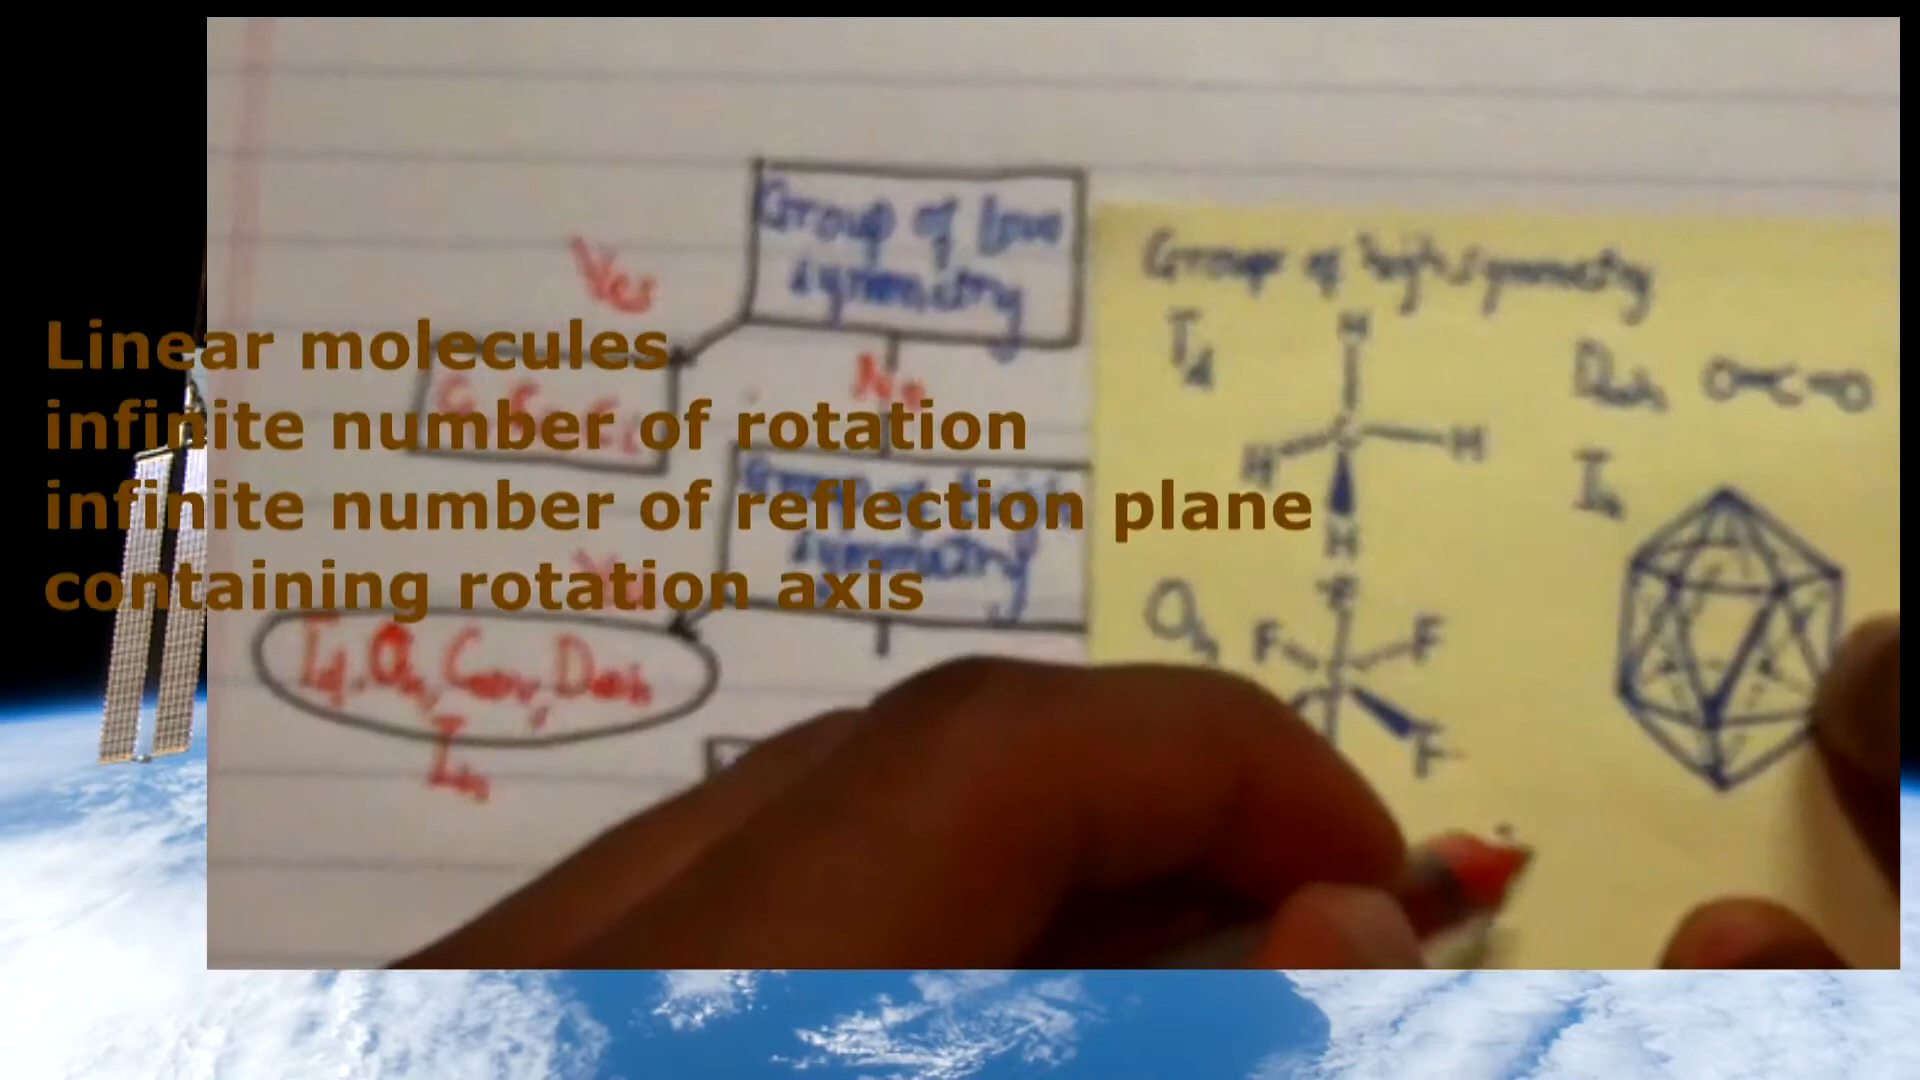 Linear molecules
infinite number of rotation
infinite number of reflection plane
containing rotation axis
Group of Low
symmetry
Yes
No
symmetry
Td, Oh, C∞v, D∞h
Ih
Group of high symmetry
Td
H
C
H
H
H
D∞h O=C=O
Ih
Oh
F
F
F
F